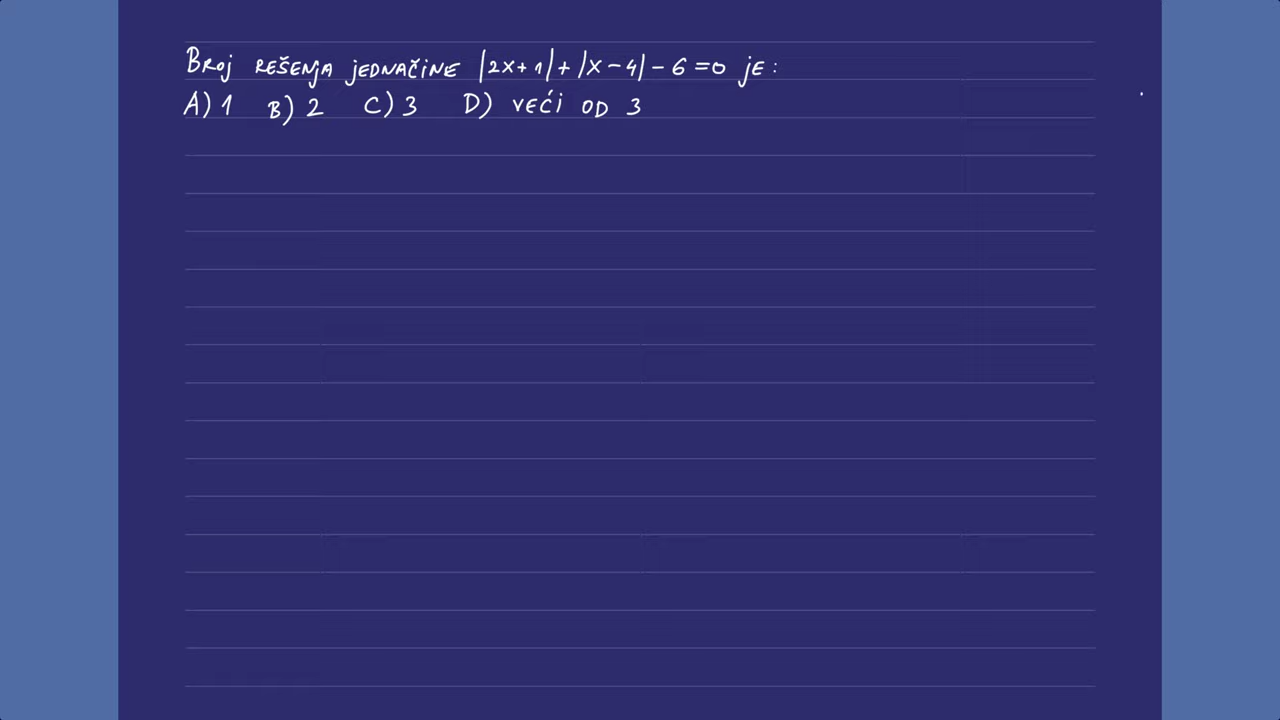 Broj rešenja jednačine |2x+1|+|x-4|-6=0 je:
A) 1 B) 2 C) 3 D) veći od 3